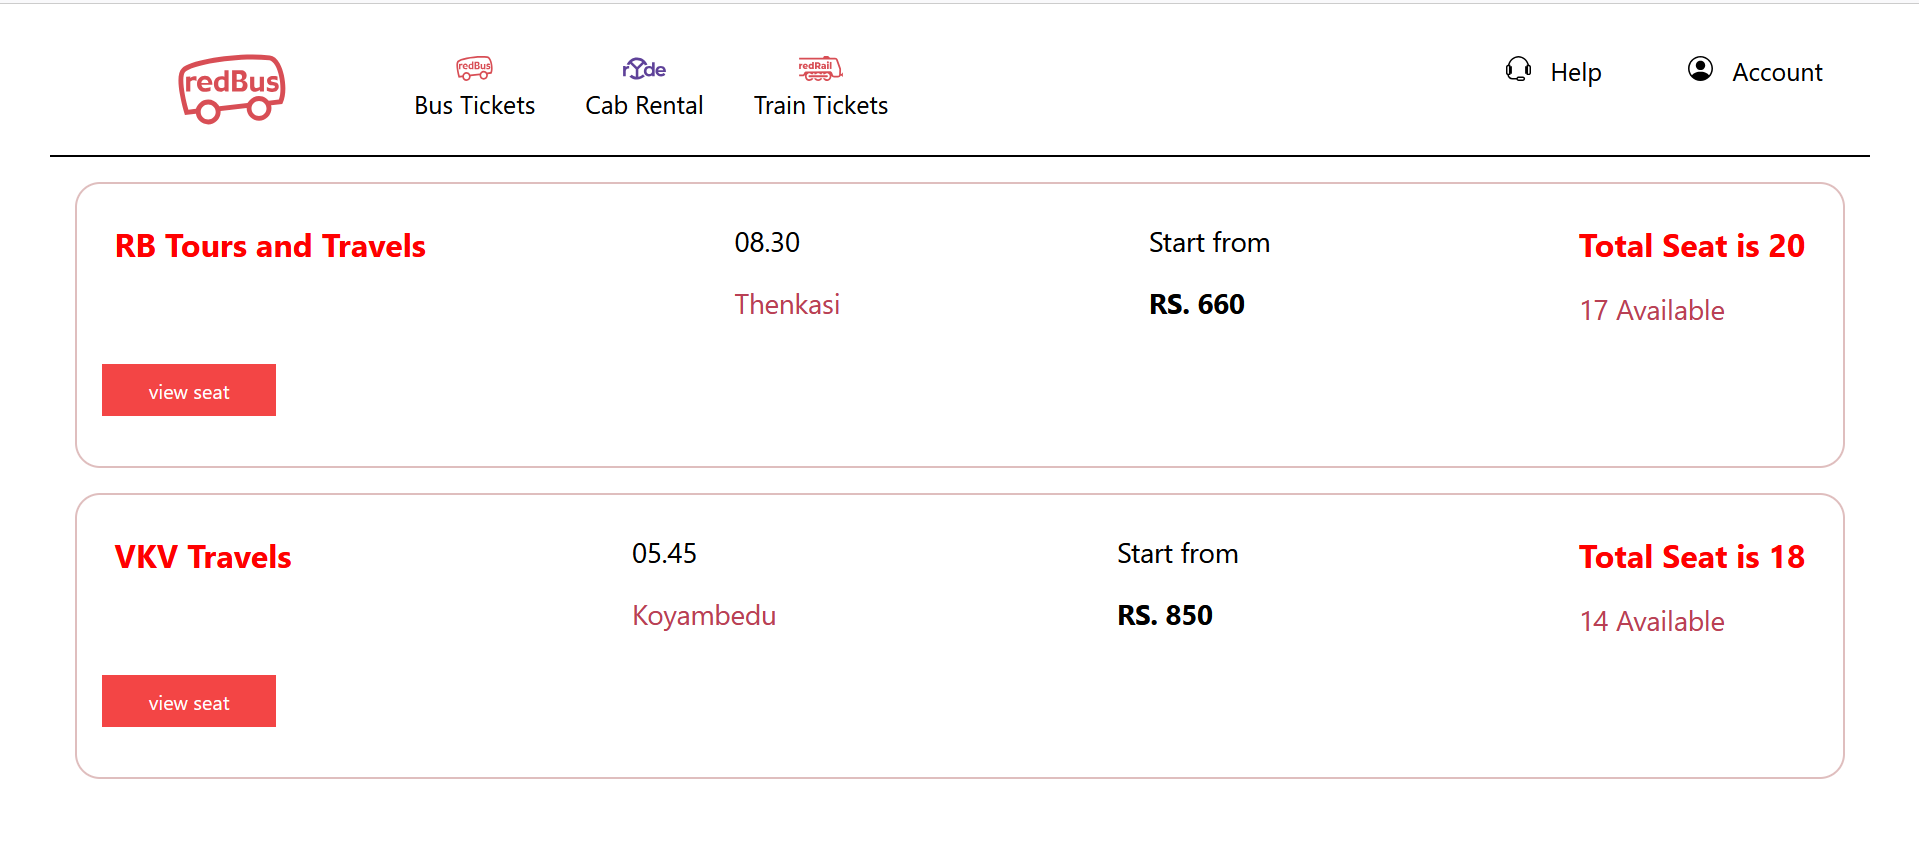 redBus
redBus
ryde
redRail
Bus Tickets
Cab Rental
Train Tickets
Help
Account
RB Tours and Travels
08.30
Start from
Total Seat is 20
Thenkasi
RS. 660
17 Available
view seat
VKV Travels
05.45
Start from
Total Seat is 18
Koyambedu
RS. 850
14 Available
view seat